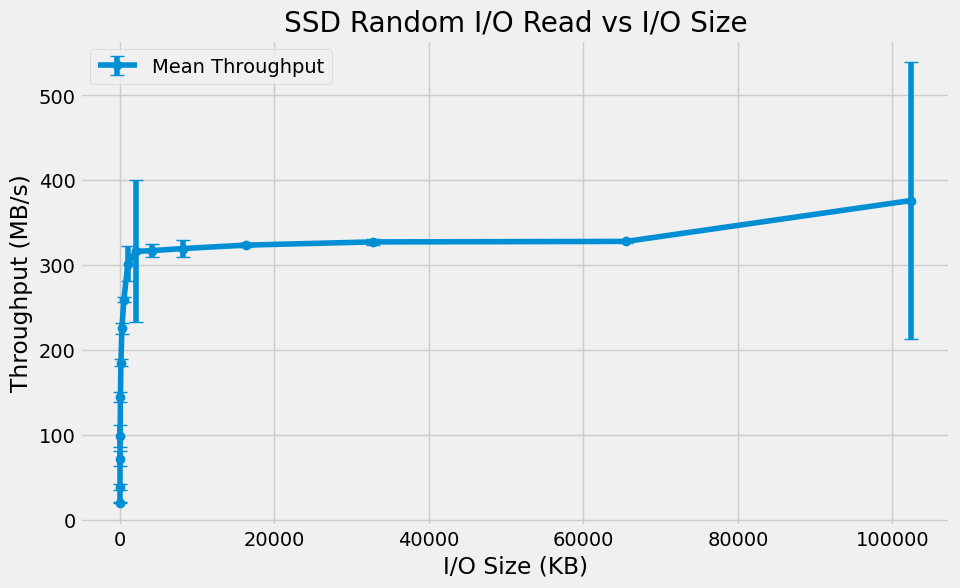 SSD Random I/O Read vs I/O Size
Mean Throughput
Throughput (MB/s)
500
400
300
200
100
0
0 20000 40000 60000 80000 100000
I/O Size (KB)